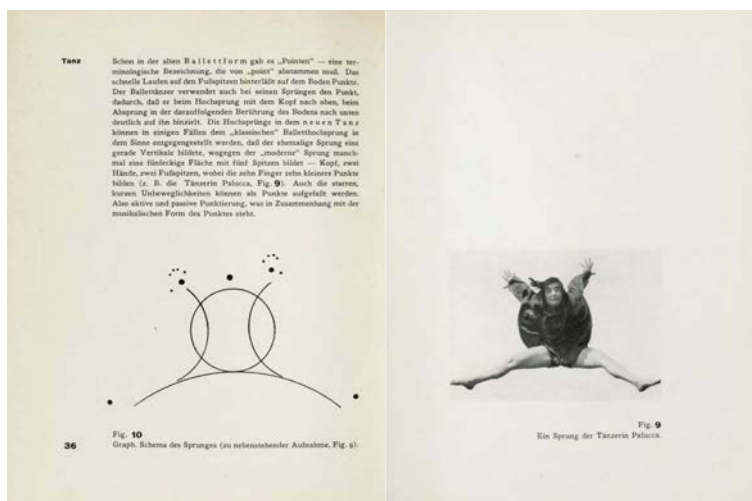 Tanz
Schon in der alten Ballettform gab es „Pointen" — eine ter-
minologische Bezeichnung, die von „point" abstammen muß. Das
schnelle Laufen auf den Fußspitzen hinterläßt auf dem Boden Punkte.
Der Ballettänzer verwendet auch bei seinen Sprüngen den Punkt,
dadurch, daß er beim Hochsprung mit dem Kopf nach oben, beim
Absprung in der darauffolgenden Berührung des Bodens nach unten
deutlich auf ihn hinzielt. Die Hochsprünge in dem neuen Tanz
können in einigen Fällen dem „klassischen" Balletthochsprung in
dem Sinne entgegengestellt werden, daß der ehemalige Sprung eine
gerade Vertikale bildete, wogegen der „moderne" Sprung manch-
mal eine fünfeckige Fläche mit fünf Spitzen bildet — Kopf, zwei
Hände, zwei Fußspitzen, wobei die zehn Finger zehn kleinere Punkte
bilden (z. B. die Tänzerin Palucca, Fig. 9). Auch die starren,
kurzen Unbeweglichkeiten können als Punkte aufgefaßt werden.
Also aktive und passive Punktierung, was in Zusammenhang mit der
musikalischen Form des Punktes steht.
Fig. 10
36 Graph. Schema des Sprunges (zu nebenstehender Aufnahme, Fig. 9).
Fig. 9
Ein Sprung der Tänzerin Palucca.